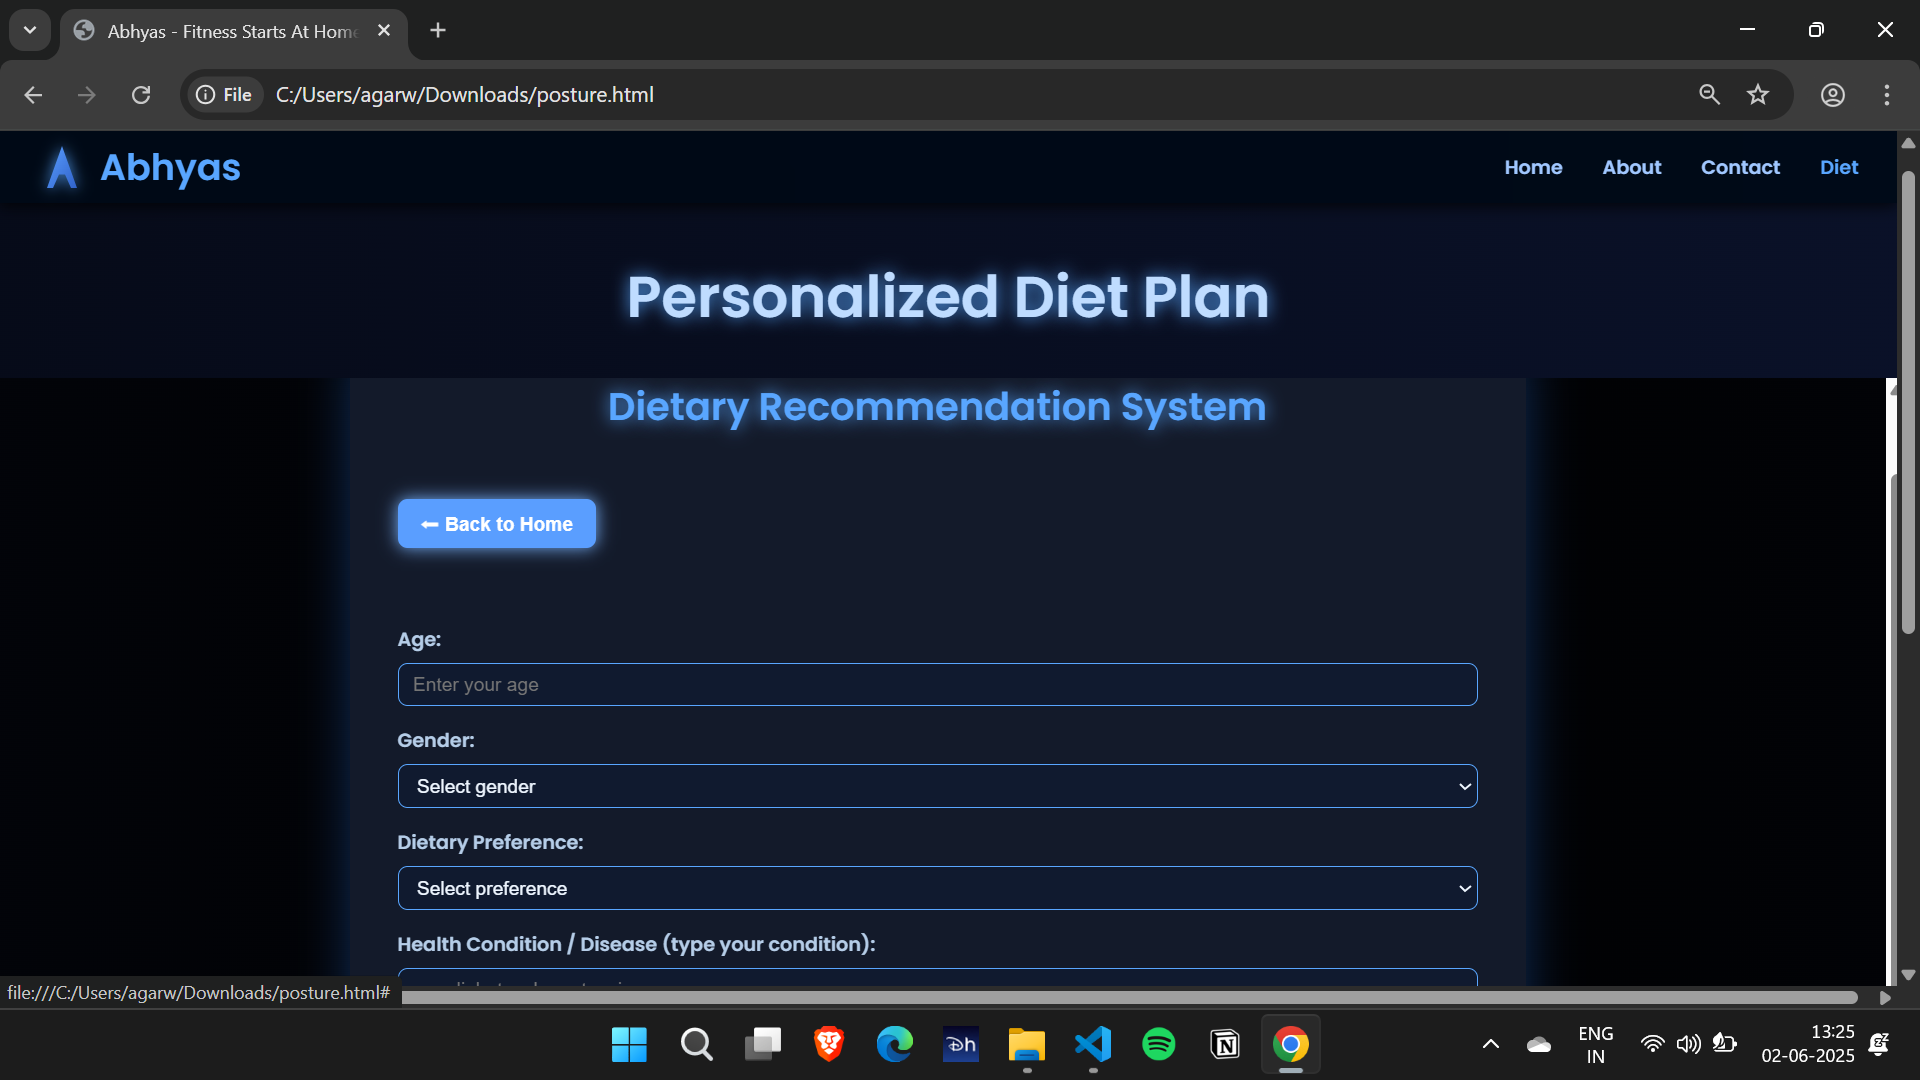 Abhyas - Fitness Starts At Home
File
C:/Users/agarw/Downloads/posture.html
Abhyas
Home
About
Contact
Diet
Personalized Diet Plan
Dietary Recommendation System
⬅ Back to Home
Age:
Enter your age
Gender:
Select gender
Dietary Preference:
Select preference
Health Condition / Disease (type your condition):
file:///C:/Users/agarw/Downloads/posture.html#
Dh
N
ENG
IN
13:25
02-06-2025